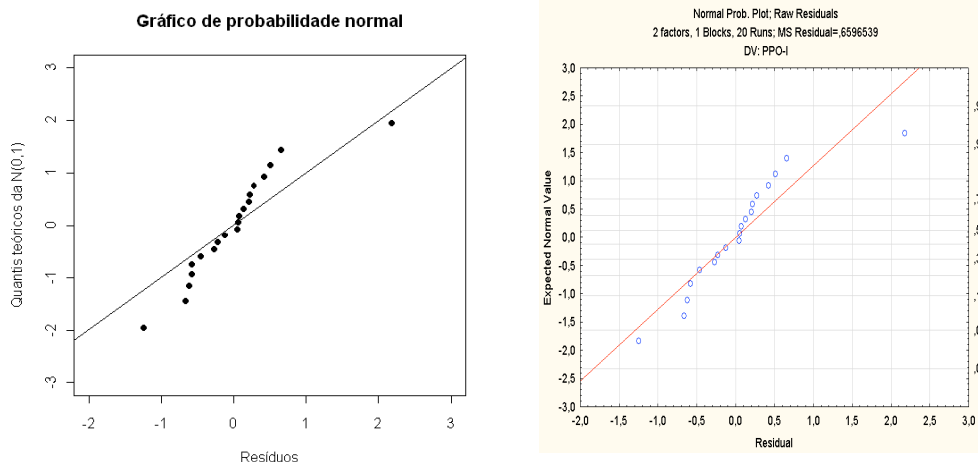 Gráfico de probabilidade normal
Quantis teóricos da N(0,1)
3
2
1
0
-1
-2
-3
-2 -1 0 1 2 3
Resíduos
Normal Prob. Plot; Raw Residuals
2 factors, 1 Blocks, 20 Runs; MS Residual=,6596539
DV: PPO-I
Expected Normal Value
3,0
2,5
2,0
1,5
1,0
0,5
0,0
-0,5
-1,0
-1,5
-2,0
-2,5
-3,0
-2,0 -1,5 -1,0 -0,5 0,0 0,5 1,0 1,5 2,0 2,5 3,0
Residual